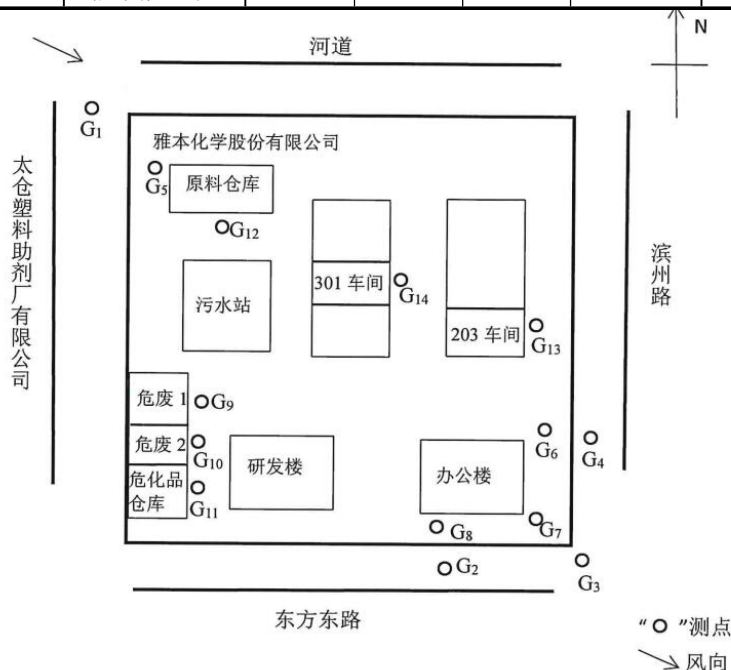 N
河道
G1
雅本化学股份有限公司
太仓塑料助剂厂有限公司
G5
原料仓库
G12
滨州路
301 车间
G14
污水站
203 车间
G13
危废 1
G9
危废 2
G10
G6
G4
研发楼
办公楼
危化品
仓库
G11
G8
G7
G2
G3
东方东路
“ ”测点
风向